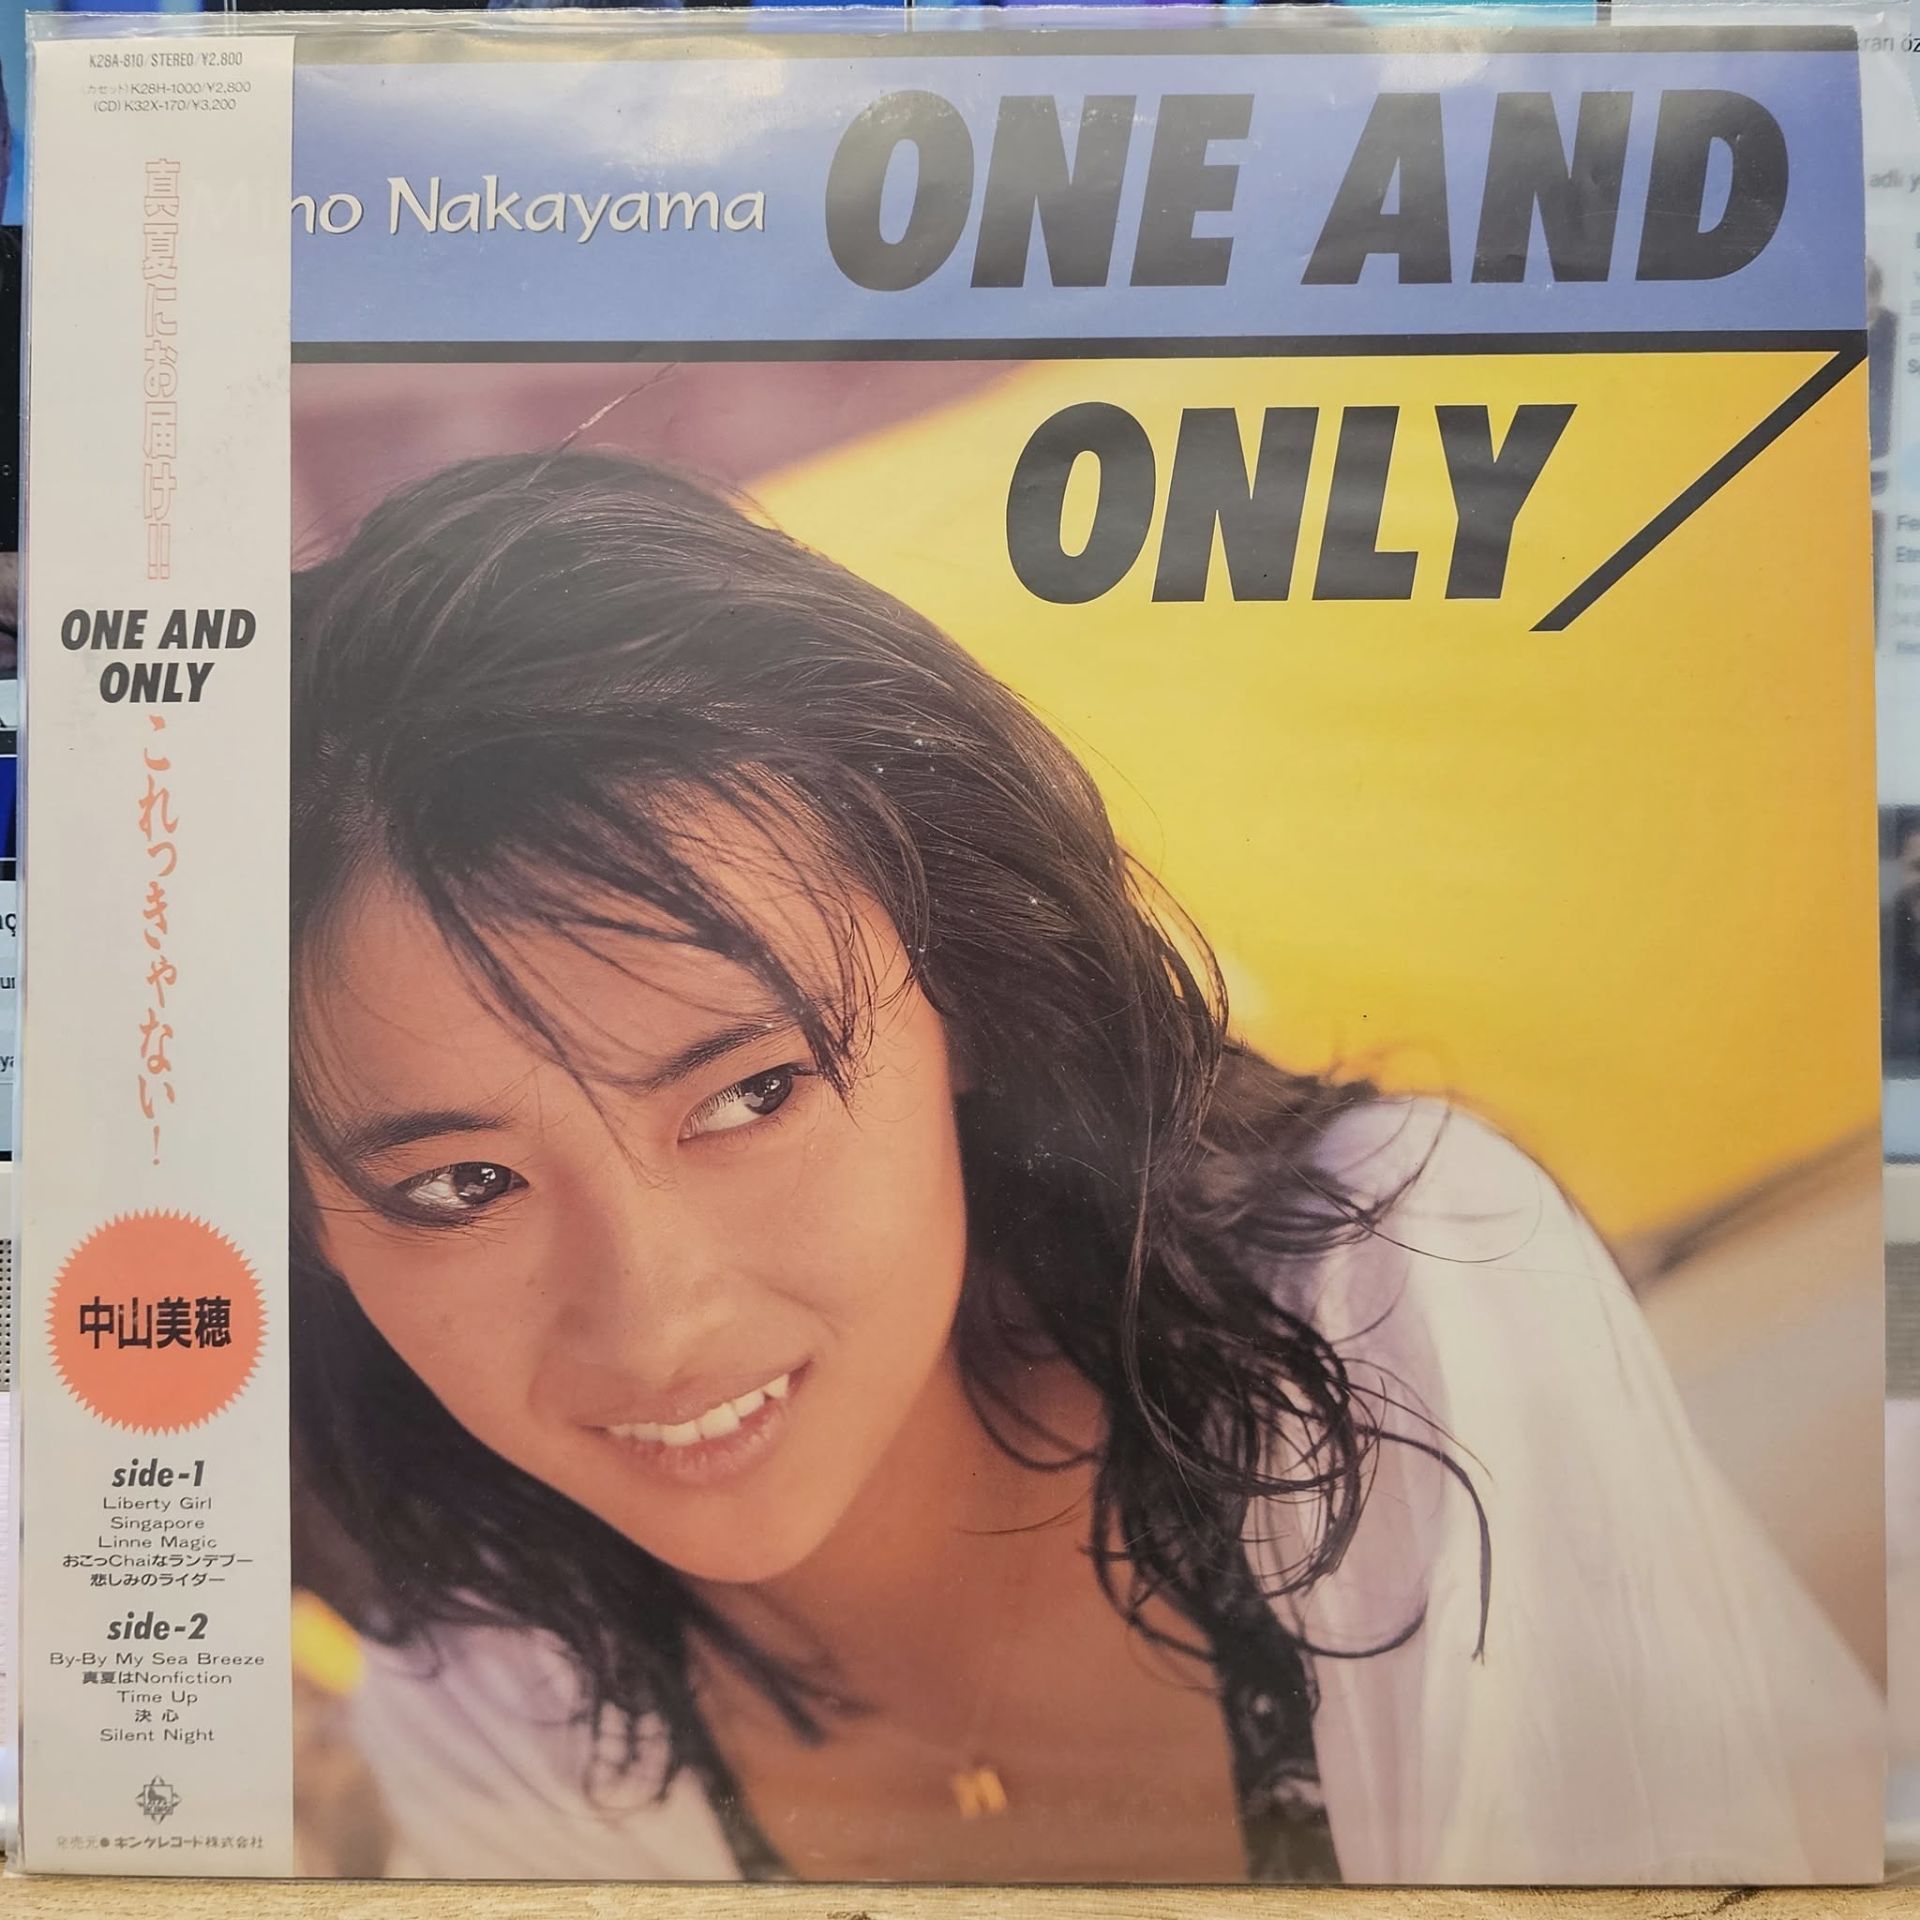 K28A-810/STEREO/¥2.800
(カセット)K28H-1000/¥2,800
(CD)K32X-170/¥3,200
真夏にお届け!!
ONE AND
ONLY
これっきゃない!
中山美穂
side-1
Liberty Girl
Singapore
Linne Magic
おこっChaiなランデブー
悲しみのライダー
side-2
By-By My Sea Breeze
真夏はNonfiction
Time Up
決心
Silent Night
発売元●キングレコード株式会社
Miho Nakayama
ONE AND
ONLY